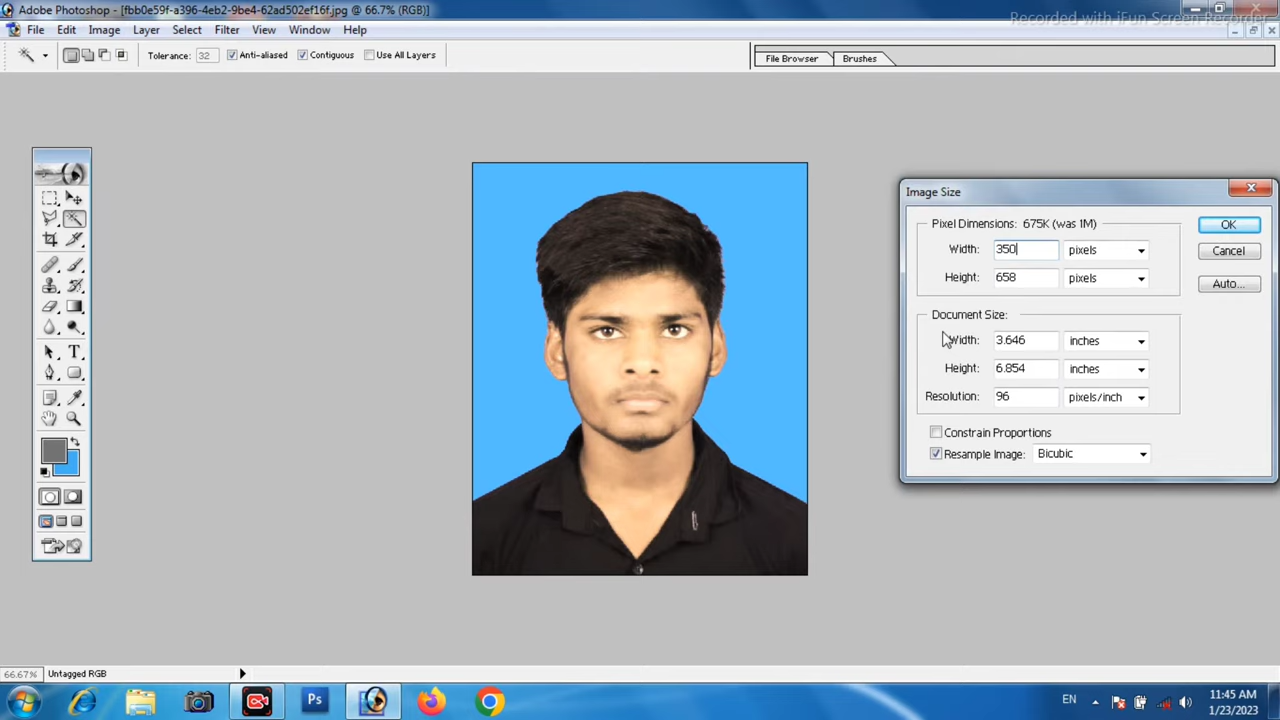 Adobe Photoshop - [fbb0e59f-a396-4eb2-9be4-62ad502ef16f.jpg @ 66.7% (RGB)]
Recorded with iFun Screen Recorder
File Edit Image Layer Select Filter View Window Help
Tolerance: 32 Anti-aliased Contiguous Use All Layers
File Browser Brushes
Image Size
Pixel Dimensions: 675K (was 1M)
Width: 350 pixels
Height: 658 pixels
OK
Cancel
Auto...
Document Size:
Width: 3.646 inches
Height: 6.854 inches
Resolution: 96 pixels/inch
Constrain Proportions
Resample Image: Bicubic
66.67% Untagged RGB
Ps
EN
11:45 AM
1/23/2023